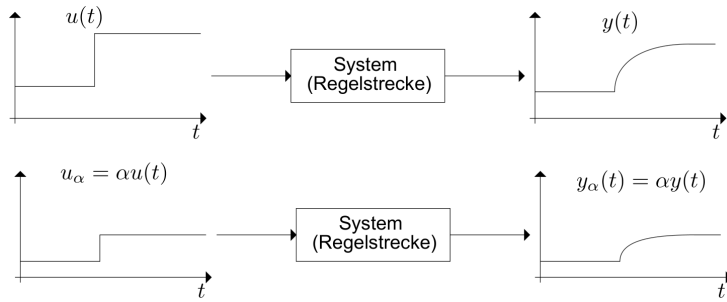 u(t)
y(t)
System
(Regelstrecke)
t
t
u_α = αu(t)
y_α(t) = αy(t)
System
(Regelstrecke)
t
t